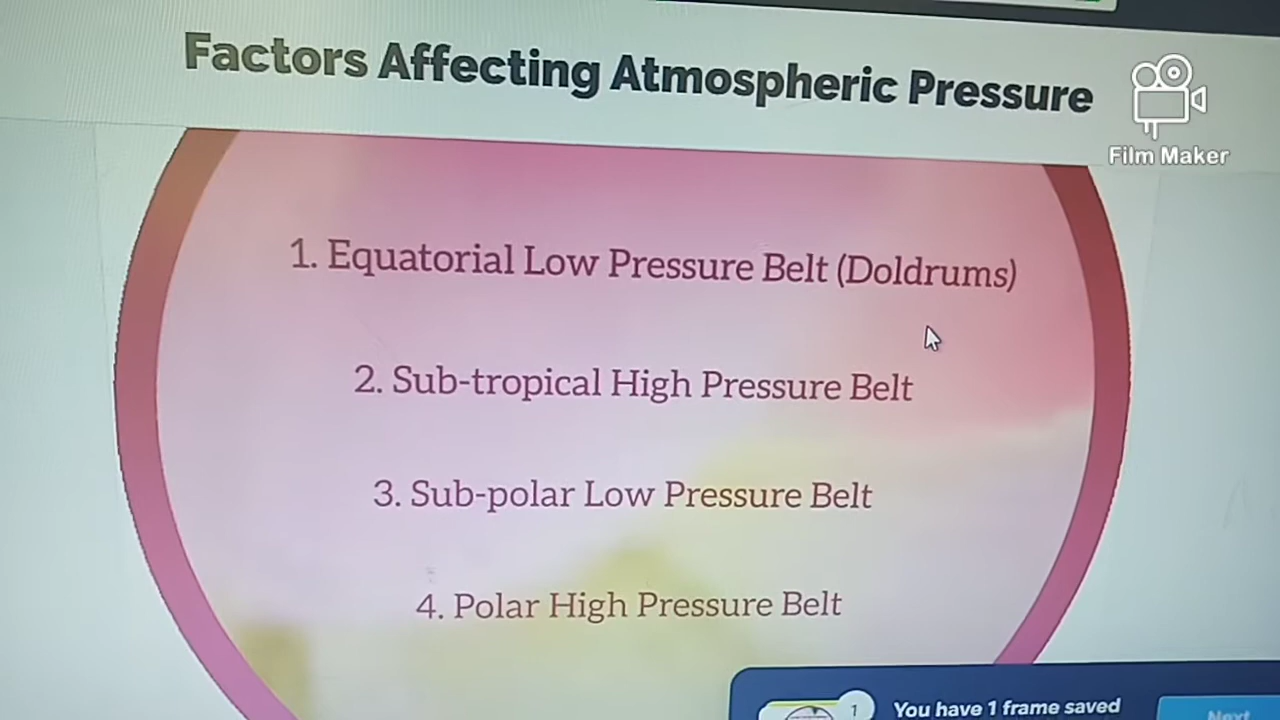 Factors Affecting Atmospheric Pressure
Film Maker
1. Equatorial Low Pressure Belt (Doldrums)
2. Sub-tropical High Pressure Belt
3. Sub-polar Low Pressure Belt
4. Polar High Pressure Belt
1
You have 1 frame saved
Next